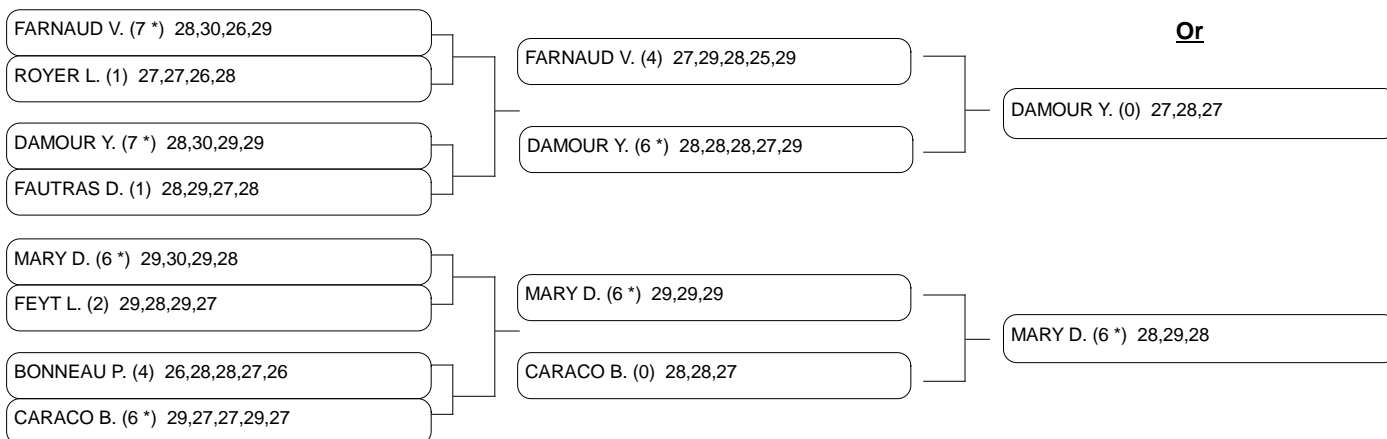 FARNAUD V. (7 *) 28,30,26,29
ROYER L. (1) 27,27,26,28
DAMOUR Y. (7 *) 28,30,29,29
FAUTRAS D. (1) 28,29,27,28
MARY D. (6 *) 29,30,29,28
FEYT L. (2) 29,28,29,27
BONNEAU P. (4) 26,28,28,27,26
CARACO B. (6 *) 29,27,27,29,27
FARNAUD V. (4) 27,29,28,25,29
DAMOUR Y. (6 *) 28,28,28,27,29
MARY D. (6 *) 29,29,29
CARACO B. (0) 28,28,27
Or
DAMOUR Y. (0) 27,28,27
MARY D. (6 *) 28,29,28